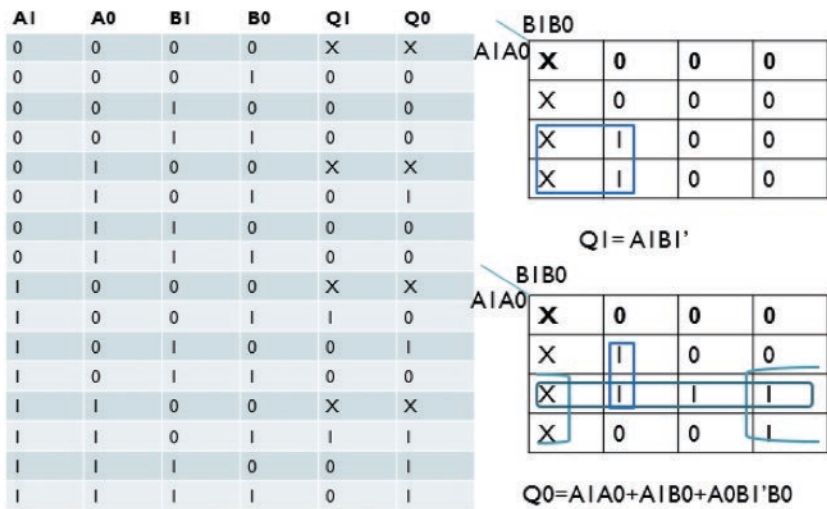 A1 A0 B1 B0 Q1 Q0
0 0 0 0 X X
0 0 0 1 0 0
0 0 1 0 0 0
0 0 1 1 0 0
0 1 0 0 X X
0 1 0 1 0 1
0 1 1 0 0 0
0 1 1 1 0 0
1 0 0 0 X X
1 0 0 1 1 0
1 0 1 0 0 1
1 0 1 1 0 0
1 1 0 0 X X
1 1 0 1 1 1
1 1 1 0 0 1
1 1 1 1 0 1
B1B0
A1A0
X 0 0 0
X 0 0 0
X 1 0 0
X 1 0 0
Q1=A1B1'
B1B0
A1A0
X 0 0 0
X 1 0 0
X 1 1 1
X 0 0 1
Q0=A1A0+A1B0+A0B1'B0